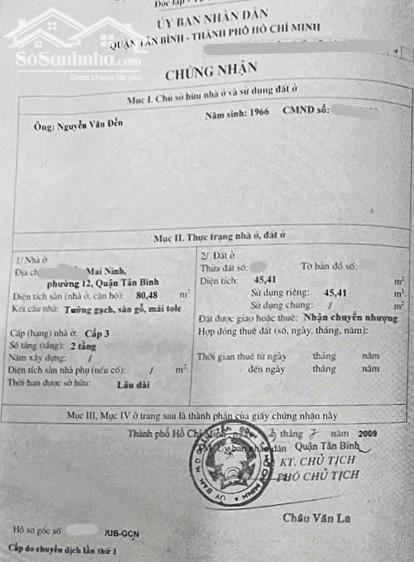 SoSanhnha.com
Great choice for you
ỦY BAN NHÂN DÂN
QUẬN TÂN BÌNH - THÀNH PHỐ HỒ CHÍ MINH
CHỨNG NHẬN
Mục I. Chủ sở hữu nhà ở và sử dụng đất ở
Ông: Nguyễn Văn Đến Năm sinh: 1966 CMND số:
Mục II. Thực trạng nhà ở, đất ở
1/ Nhà ở
Địa ch Mai Ninh,
phường 12, Quận Tân Bình
Diện tích sàn (nhà ở, căn hộ): 80,48 m²
Kết cấu nhà: Tường gạch, sàn gỗ, mái tole
Cấp (hạng) nhà ở: Cấp 3
Số tầng (tầng): 2 tầng
Năm xây dựng: /
Diện tích sàn nhà phụ (nếu có): / m²
Thời hạn được sở hữu: Lâu dài
2/ Đất ở
Thửa đất số: Tờ bản đồ số:
Diện tích: 45,41 m²
Sử dụng riêng: 45,41 m²
Sử dụng chung: / m²
Đất được giao hoặc thuê: Nhận chuyển nhượng
Hợp đồng thuê đất (số, ngày, tháng, năm):
Thời gian thuê từ ngày tháng năm
đến ngày tháng năm
Mục III, Mục IV ở trang sau là thành phần của giấy chứng nhận này
Thành phố Hồ Chí Minh, tháng 7 năm 2009
TM. Ủy ban nhân dân Quận Tân Bình
KT. CHỦ TỊCH
PHÓ CHỦ TỊCH
Châu Văn La
Hồ sơ gốc số /UB-GCN
Cấp do chuyển dịch lần thứ 1